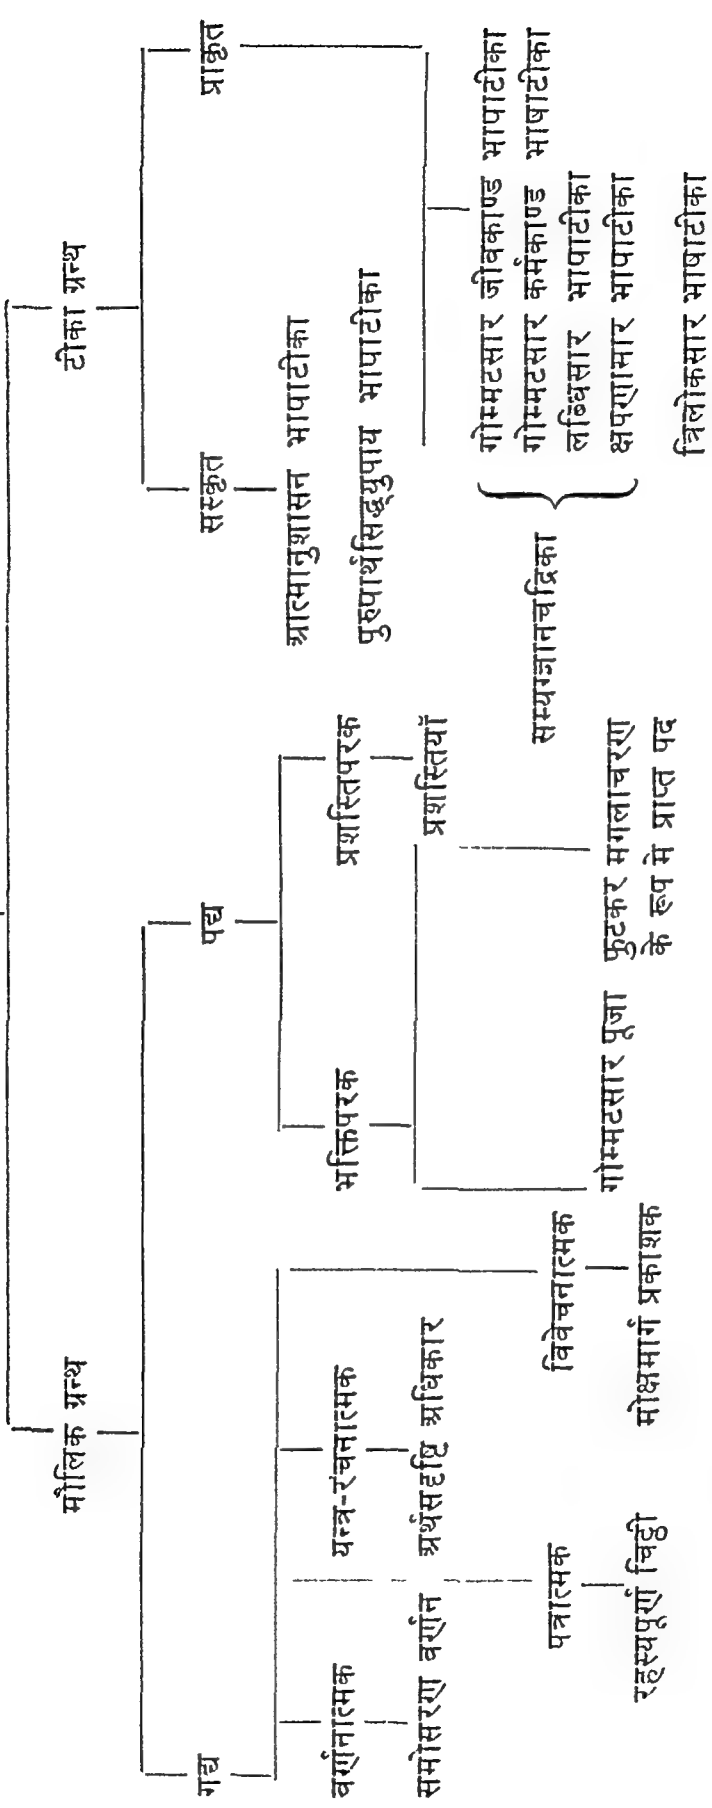 मौलिक ग्रन्थ
टीका ग्रन्थ
गद्य
पद्य
संस्कृत
प्राकृत
वर्णनात्मक
समोसरण वर्णन
यन्त्र-रचनात्मक
अर्थसंदृष्टि अधिकार
पत्रात्मक
रहस्यपूर्ण चिट्ठी
विवेचनात्मक
मोक्षमार्ग प्रकाशक
भक्तिपरक
प्रशस्तिपरक
प्रशस्तियाँ
गोम्मटसार पूजा
फुटकर मगलाचरण
के रूप मे प्राप्त पद
आत्मानुशासन भाषाटीका
पुरुषार्थसिद्ध्युपाय भाषाटीका
सम्यग्ज्ञानचद्रिका
गोम्मटसार जीवकाण्ड भाषाटीका
गोम्मटसार कर्मकाण्ड भाषाटीका
लब्धिसार भाषाटीका
क्षपणासार भाषाटीका
त्रिलोकसार भाषाटीका